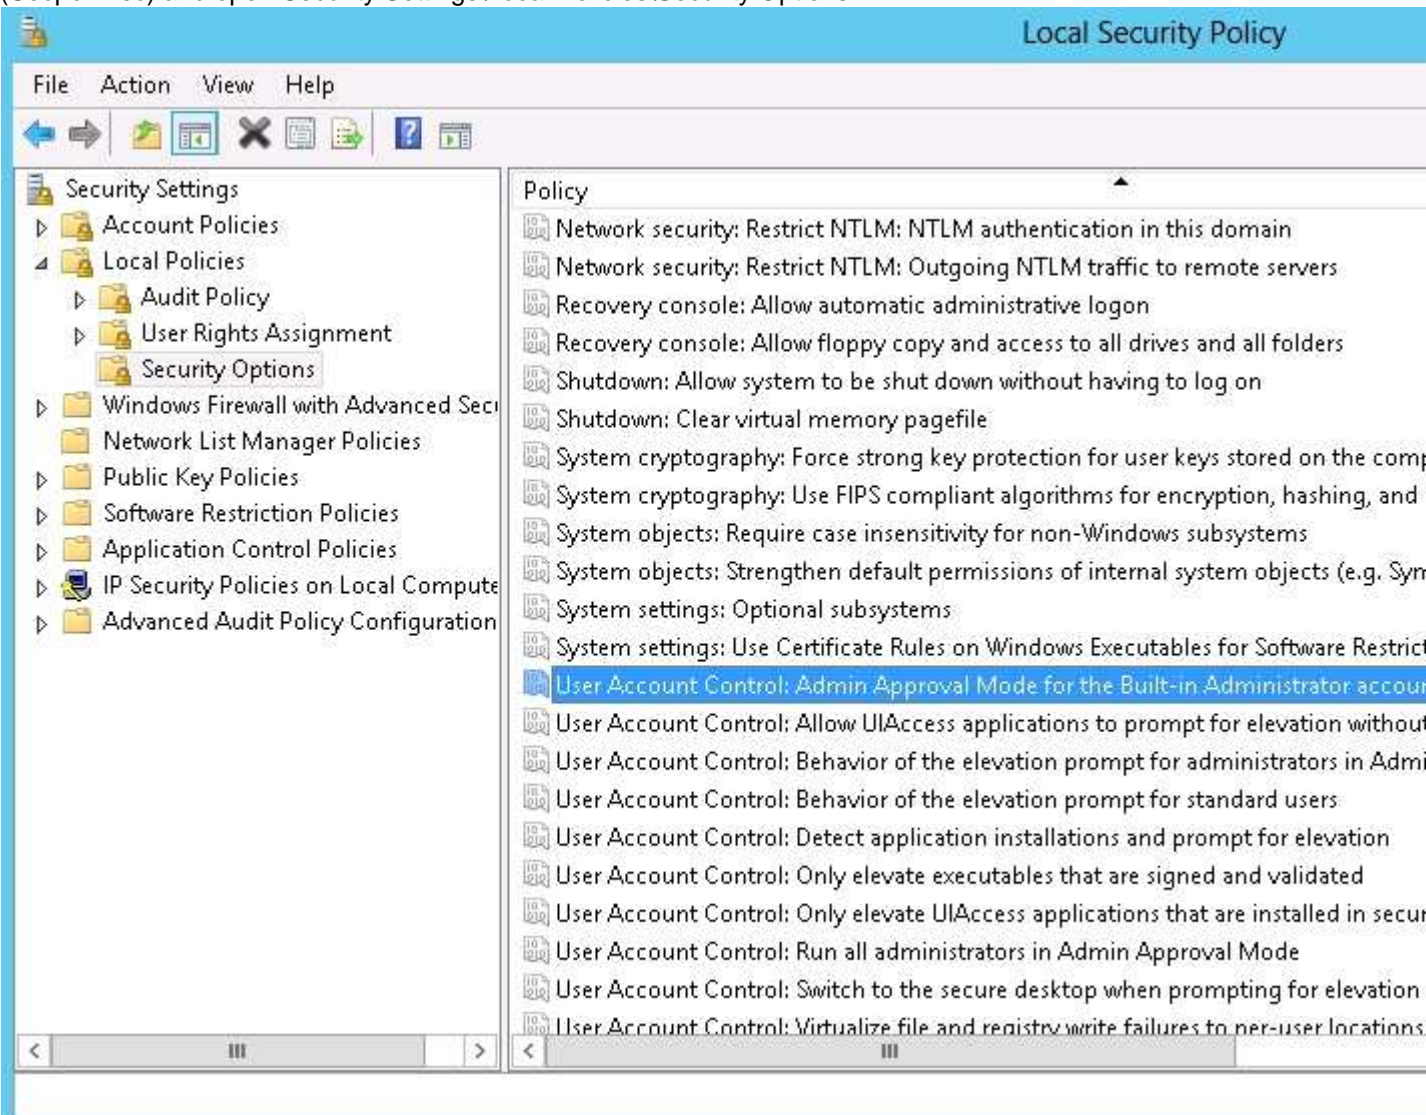 Local Security Policy
File Action View Help
Security Settings
Account Policies
Local Policies
Audit Policy
User Rights Assignment
Security Options
Windows Firewall with Advanced Secu
Network List Manager Policies
Public Key Policies
Software Restriction Policies
Application Control Policies
IP Security Policies on Local Compute
Advanced Audit Policy Configuration
Policy
Network security: Restrict NTLM: NTLM authentication in this domain
Network security: Restrict NTLM: Outgoing NTLM traffic to remote servers
Recovery console: Allow automatic administrative logon
Recovery console: Allow floppy copy and access to all drives and all folders
Shutdown: Allow system to be shut down without having to log on
Shutdown: Clear virtual memory pagefile
System cryptography: Force strong key protection for user keys stored on the comp
System cryptography: Use FIPS compliant algorithms for encryption, hashing, and
System objects: Require case insensitivity for non-Windows subsystems
System objects: Strengthen default permissions of internal system objects (e.g. Sym
System settings: Optional subsystems
System settings: Use Certificate Rules on Windows Executables for Software Restrict
User Account Control: Admin Approval Mode for the Built-in Administrator accoun
User Account Control: Allow UIAccess applications to prompt for elevation without
User Account Control: Behavior of the elevation prompt for administrators in Admi
User Account Control: Behavior of the elevation prompt for standard users
User Account Control: Detect application installations and prompt for elevation
User Account Control: Only elevate executables that are signed and validated
User Account Control: Only elevate UIAccess applications that are installed in secur
User Account Control: Run all administrators in Admin Approval Mode
User Account Control: Switch to the secure desktop when prompting for elevation
User Account Control: Virtualize file and registry write failures to per-user locations